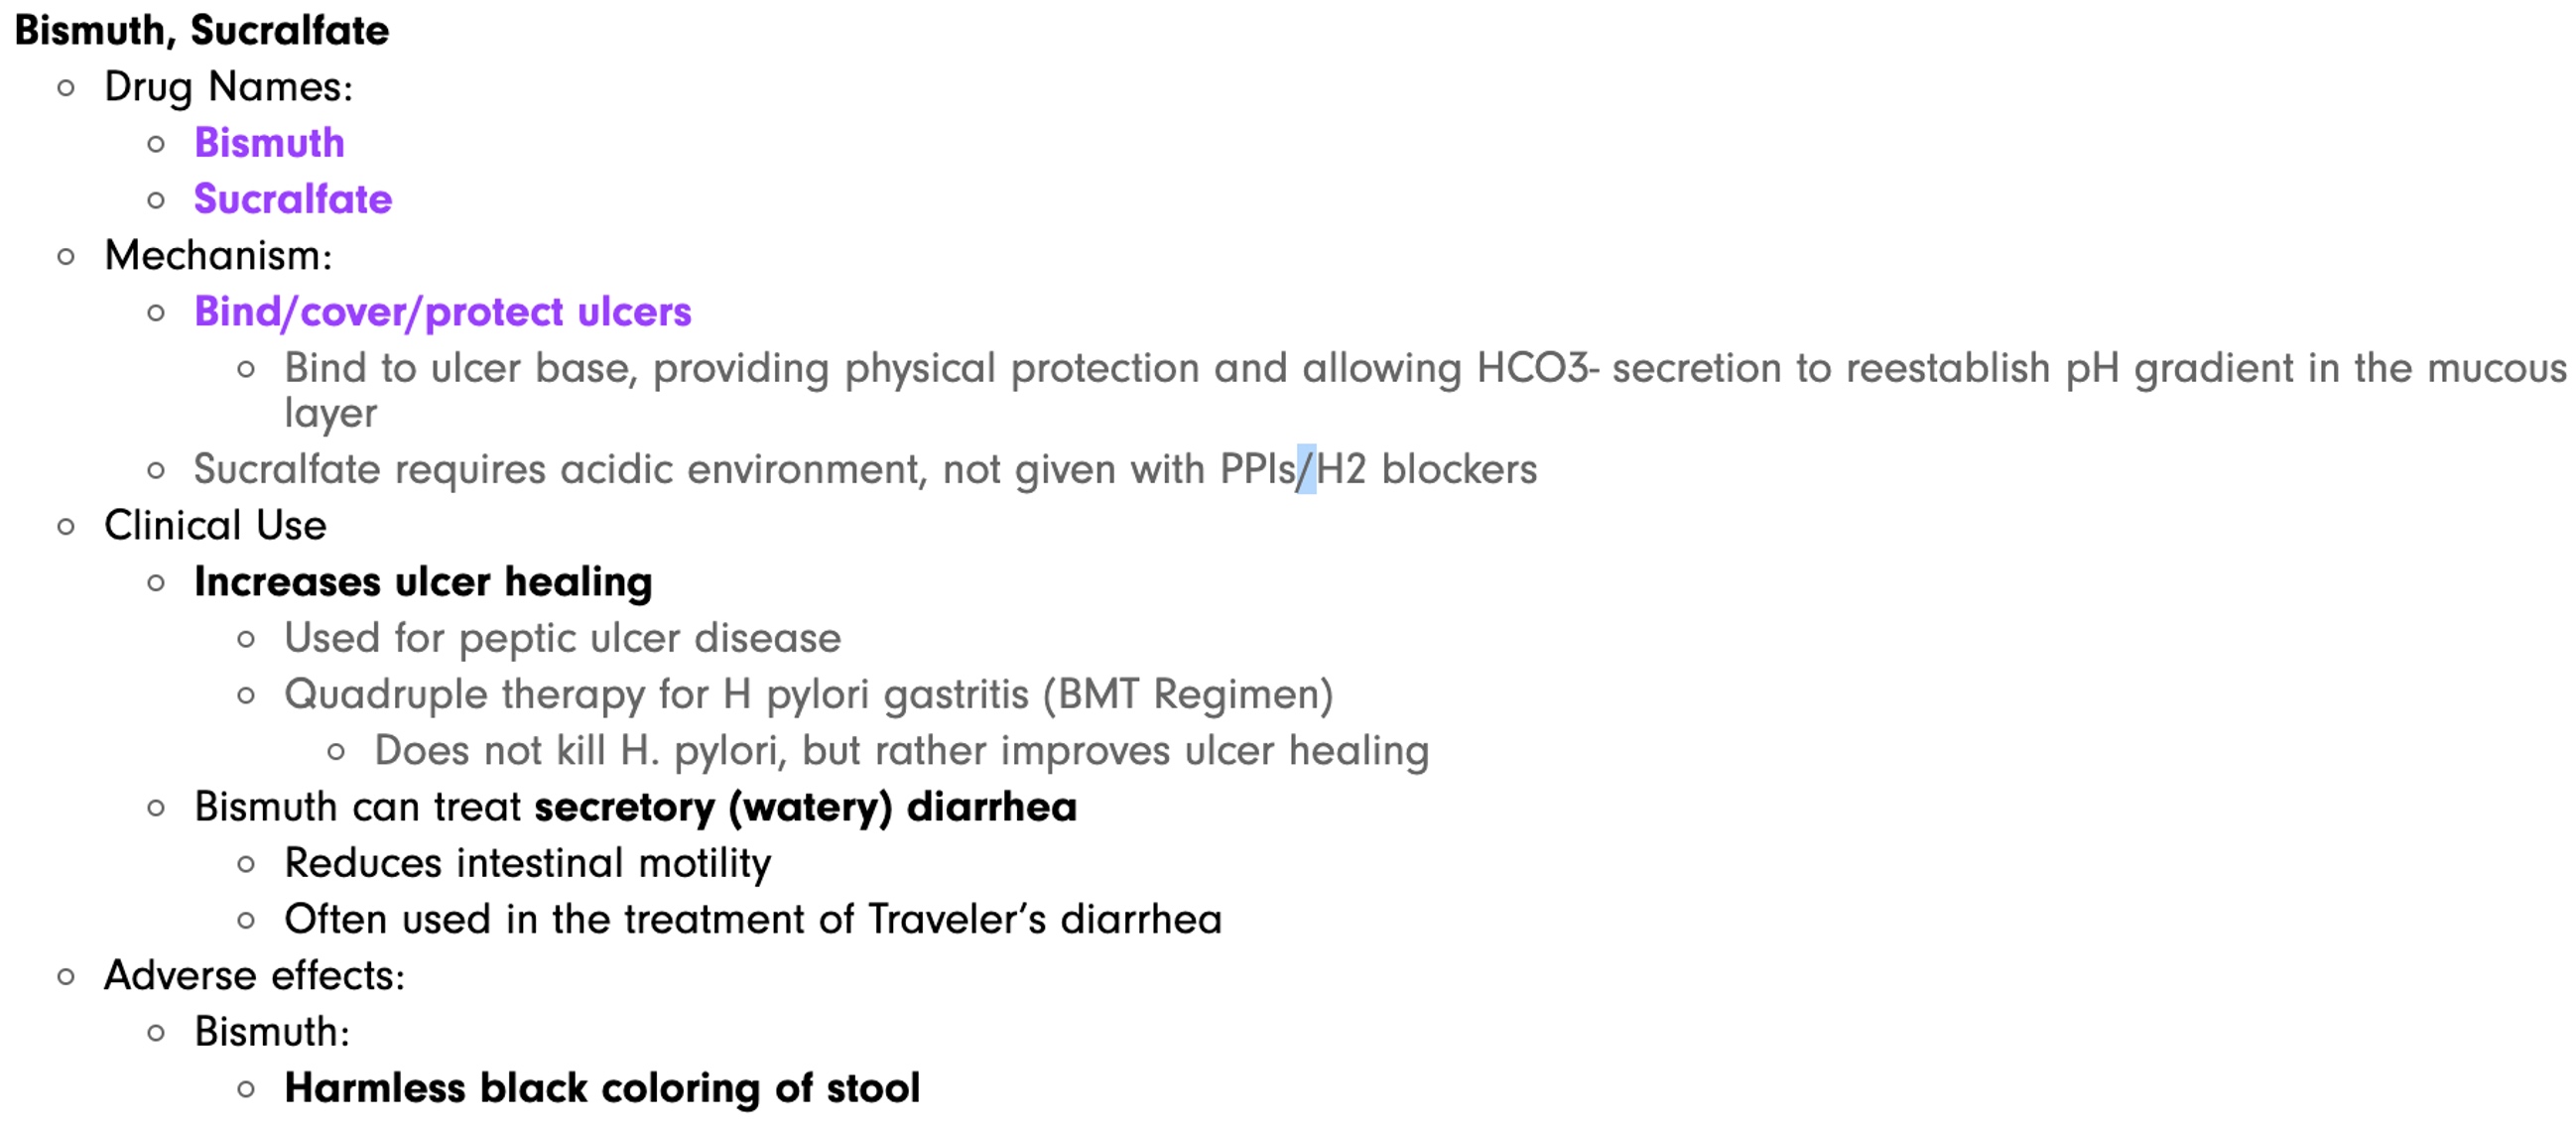 Bismuth, Sucralfate
Drug Names:
Bismuth
Sucralfate
Mechanism:
Bind/cover/protect ulcers
Bind to ulcer base, providing physical protection and allowing HCO3- secretion to reestablish pH gradient in the mucous
layer
Sucralfate requires acidic environment, not given with PPIs/H2 blockers
Clinical Use
Increases ulcer healing
Used for peptic ulcer disease
Quadruple therapy for H pylori gastritis (BMT Regimen)
Does not kill H. pylori, but rather improves ulcer healing
Bismuth can treat secretory (watery) diarrhea
Reduces intestinal motility
Often used in the treatment of Traveler’s diarrhea
Adverse effects:
Bismuth:
Harmless black coloring of stool